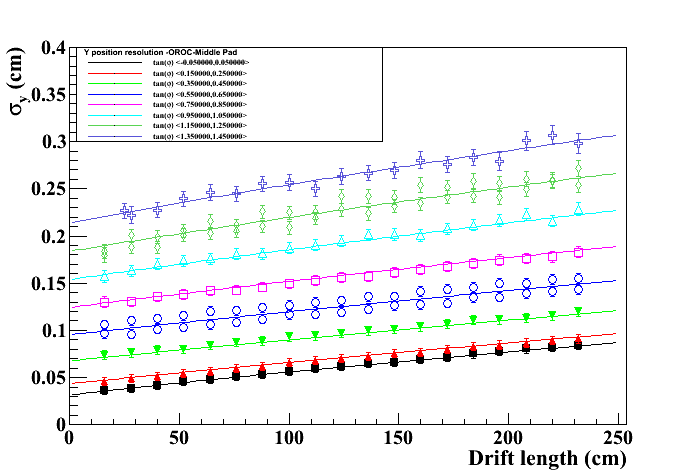 Y position resolution -OROC-Middle Pad
tan(φ) <-0.050000,0.050000>
tan(φ) <0.150000,0.250000>
tan(φ) <0.350000,0.450000>
tan(φ) <0.550000,0.650000>
tan(φ) <0.750000,0.850000>
tan(φ) <0.950000,1.050000>
tan(φ) <1.150000,1.250000>
tan(φ) <1.350000,1.450000>
σy (cm)
0.4
0.35
0.3
0.25
0.2
0.15
0.1
0.05
0
0 50 100 150 200 250
Drift length (cm)